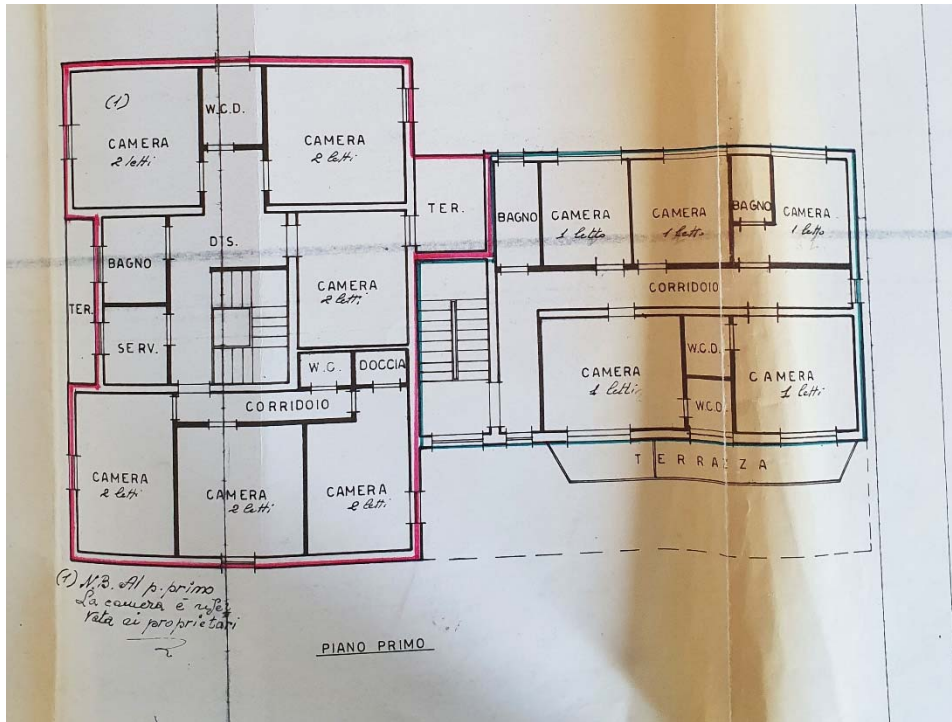 (1)
W.C.D.
CAMERA
2 letti
CAMERA
2 letti
TER.
BAGNO
CAMERA
1 letto
CAMERA
1 letto
BAGNO
CAMERA
1 letto
DIS.
BAGNO
CAMERA
2 letti
CORRIDOIO
TER.
SERV.
W.C.
DOCCIA
CAMERA
1 letti
W.C.D.
W.C.D.
CAMERA
1 letti
CORRIDOIO
TERRAZZA
CAMERA
2 letti
CAMERA
2 letti
CAMERA
2 letti
(1) N.B. Al p. primo
La camera è riser
vata ai proprietari
PIANO PRIMO